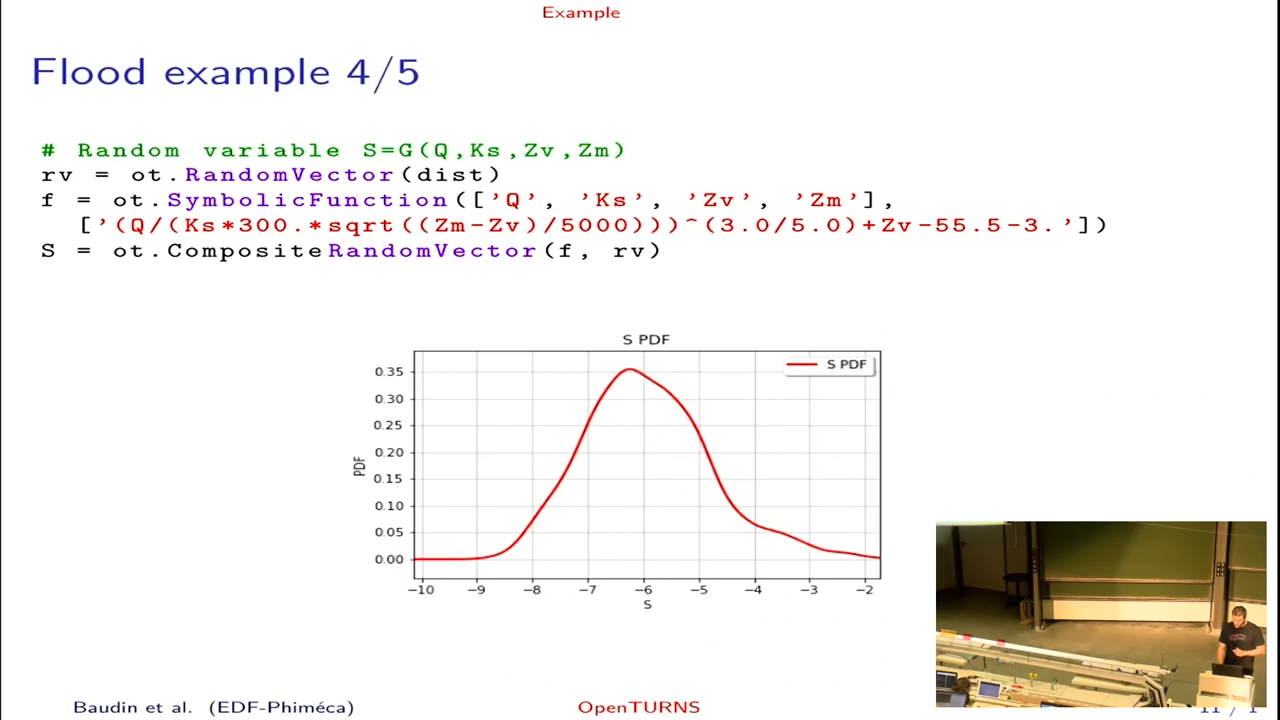 Example
Flood example 4/5
# Random variable S=G(Q,Ks,Zv,Zm)
rv = ot.RandomVector(dist)
f = ot.SymbolicFunction(['Q', 'Ks', 'Zv', 'Zm'],
['(Q/(Ks*300.*sqrt((Zm-Zv)/5000)))^(3.0/5.0)+Zv-55.5-3.'])
S = ot.CompositeRandomVector(f, rv)
S PDF
S PDF
0.35
0.30
0.25
0.20
0.15
0.10
0.05
0.00
PDF
−10 −9 −8 −7 −6 −5 −4 −3 −2
S
Baudin et al. (EDF-Phiméca) OpenTURNS